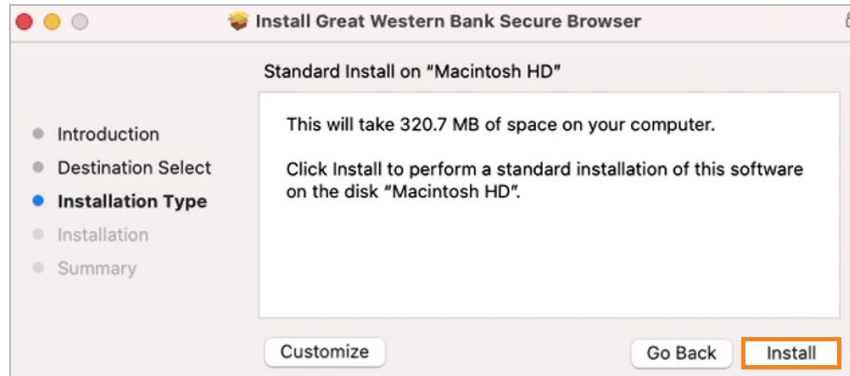 Install Great Western Bank Secure Browser
Standard Install on “Macintosh HD”
Introduction
Destination Select
Installation Type
Installation
Summary
This will take 320.7 MB of space on your computer.
Click Install to perform a standard installation of this software
on the disk “Macintosh HD”.
Customize
Go Back
Install